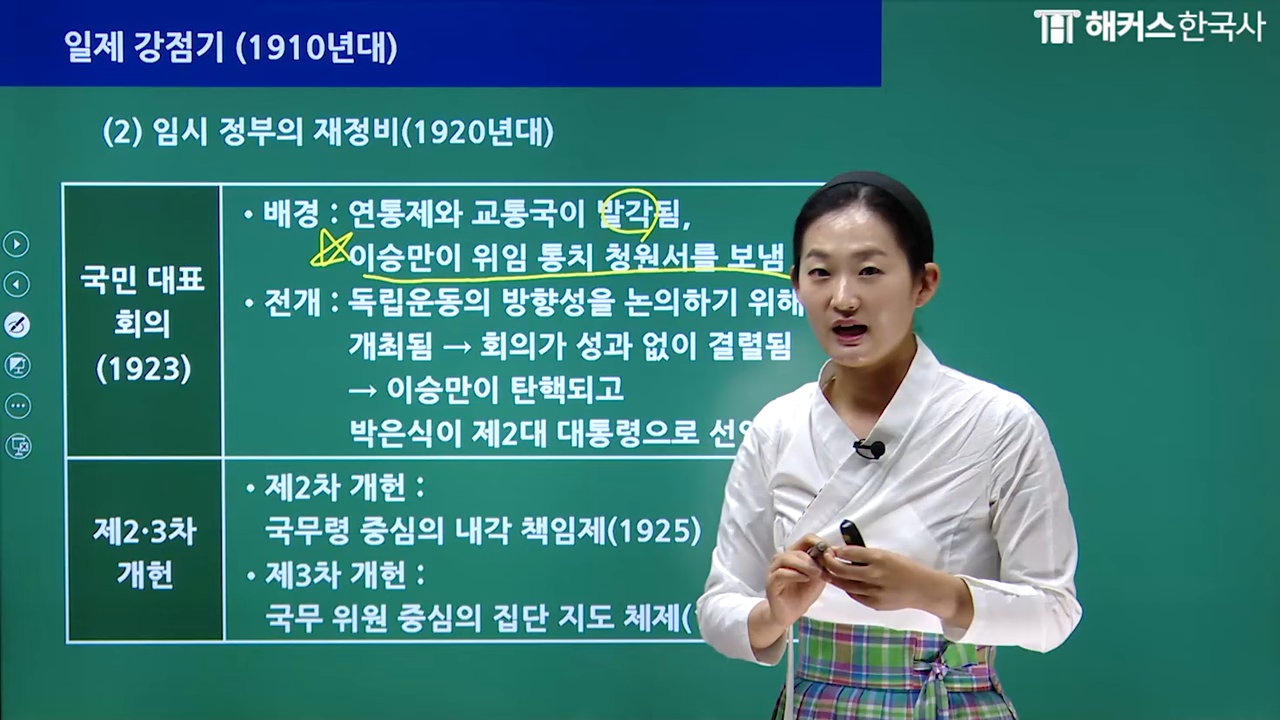 일제 강점기 (1910년대)
해커스한국사
(2) 임시 정부의 재정비(1920년대)
국민 대표
회의
(1923)
• 배경 : 연통제와 교통국이 발각됨,
이승만이 위임 통치 청원서를 보냄
• 전개 : 독립운동의 방향성을 논의하기 위해
개최됨 → 회의가 성과 없이 결렬됨
→ 이승만이 탄핵되고
박은식이 제2대 대통령으로
제2·3차
개헌
• 제2차 개헌 :
국무령 중심의 내각 책임제(1925)
• 제3차 개헌 :
국무 위원 중심의 집단 지도 체제(